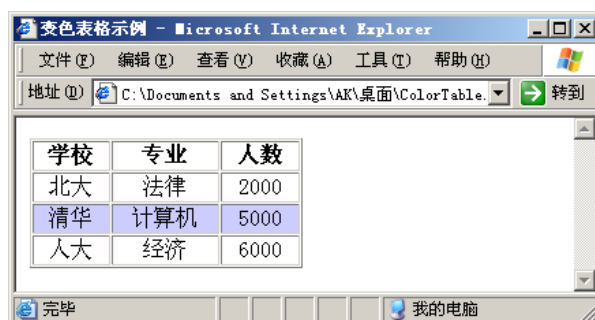 变色表格示例 - Microsoft Internet Explorer
文件(F) 编辑(E) 查看(V) 收藏(A) 工具(T) 帮助(H)
地址(D) C:\Documents and Settings\AK\桌面\ColorTable. 转到
学校 专业 人数
北大 法律 2000
清华 计算机 5000
人大 经济 6000
完毕 我的电脑